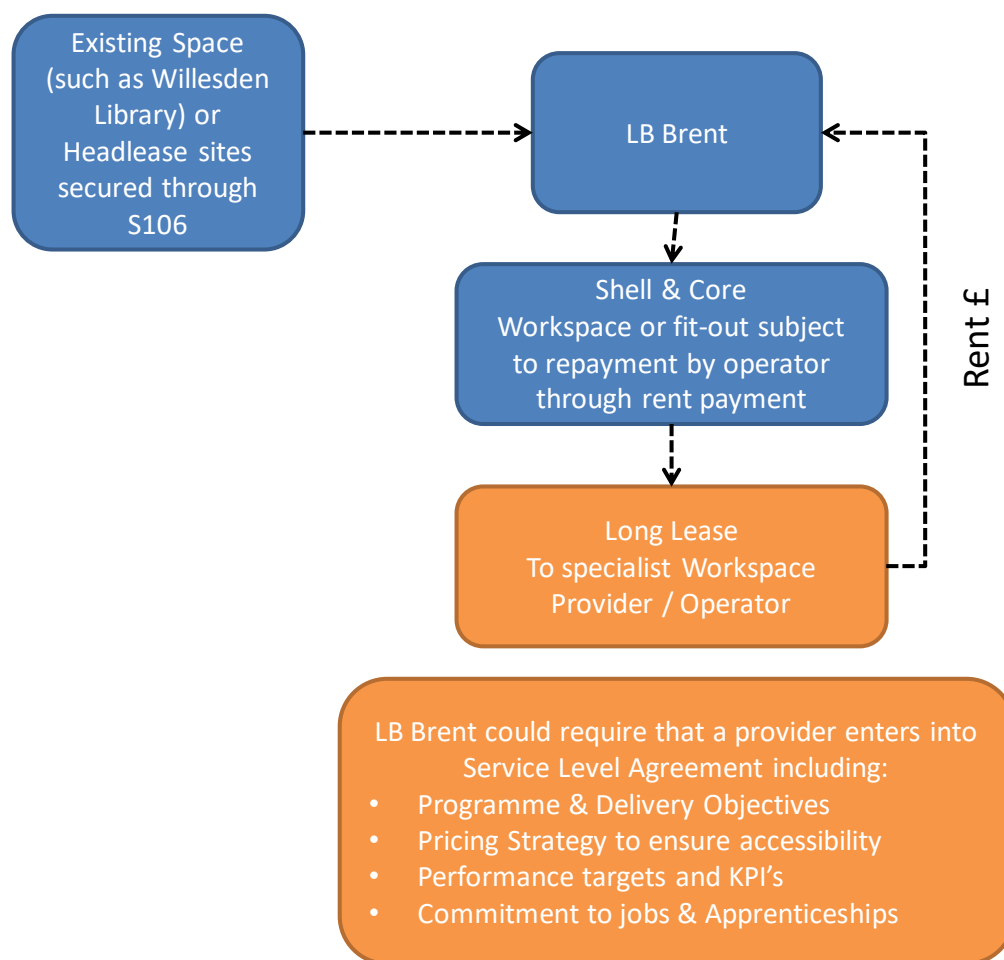 Existing Space
(such as Willesden
Library) or
Headlease sites
secured through
S106
LB Brent
Shell & Core
Workspace or fit-out subject
to repayment by operator
through rent payment
Rent £
Long Lease
To specialist Workspace
Provider / Operator
LB Brent could require that a provider enters into
Service Level Agreement including:
• Programme & Delivery Objectives
• Pricing Strategy to ensure accessibility
• Performance targets and KPI's
• Commitment to jobs & Apprenticeships